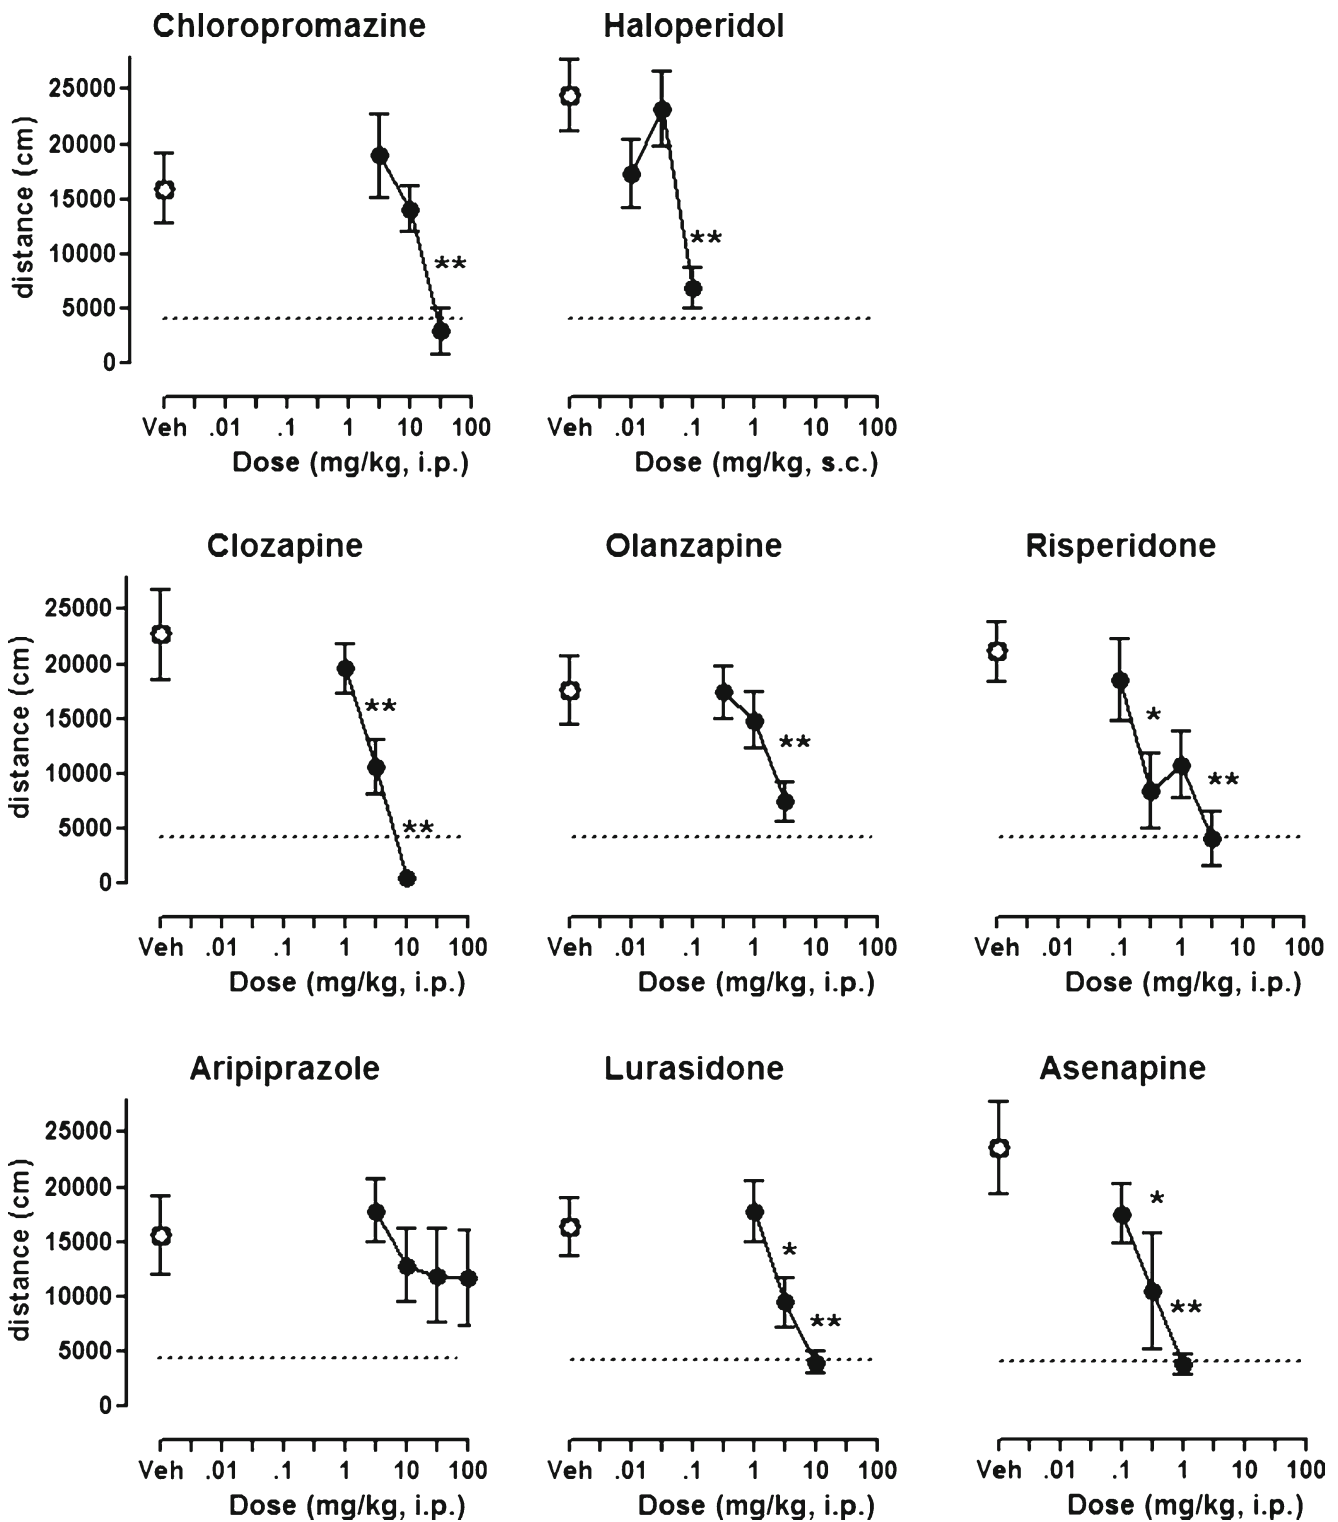 Chloropromazine Haloperidol
distance (cm)
25000
20000
15000
10000
5000
0
**
**
Veh .01 .1 1 10 100 Veh .01 .1 1 10 100
Dose (mg/kg, i.p.) Dose (mg/kg, s.c.)
Clozapine Olanzapine Risperidone
distance (cm)
25000
20000
15000
10000
5000
0
**
**
**
*
**
Veh .01 .1 1 10 100 Veh .01 .1 1 10 100 Veh .01 .1 1 10 100
Dose (mg/kg, i.p.) Dose (mg/kg, i.p.) Dose (mg/kg, i.p.)
Aripiprazole Lurasidone Asenapine
distance (cm)
25000
20000
15000
10000
5000
0
*
**
*
**
Veh .01 .1 1 10 100 Veh .01 .1 1 10 100 Veh .01 .1 1 10 100
Dose (mg/kg, i.p.) Dose (mg/kg, i.p.) Dose (mg/kg, i.p.)